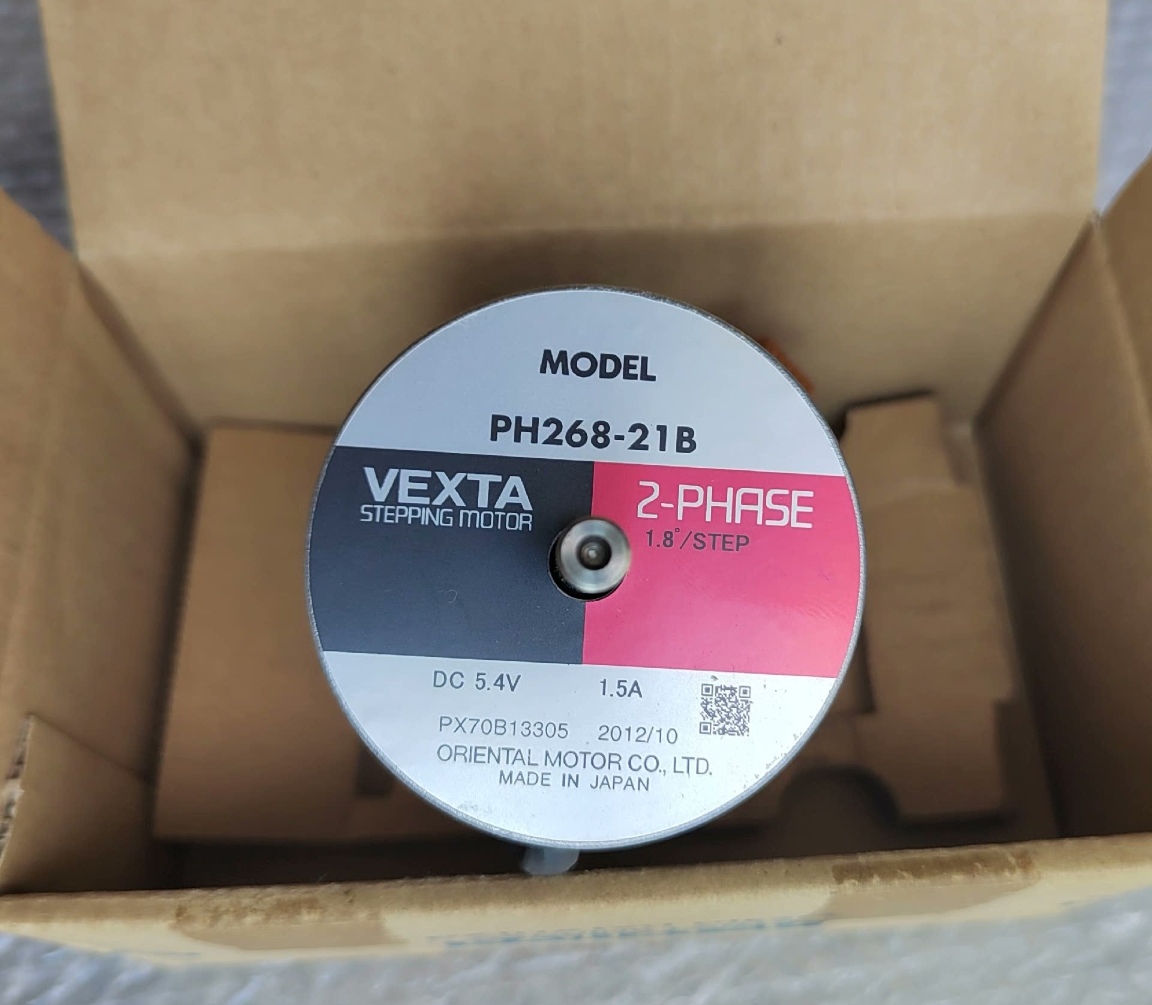 MODEL
PH268-21B
VEXTA
STEPPING MOTOR
2-PHASE
1.8°/STEP
DC 5.4V 1.5A
PX70B13305 2012/10
ORIENTAL MOTOR CO., LTD.
MADE IN JAPAN